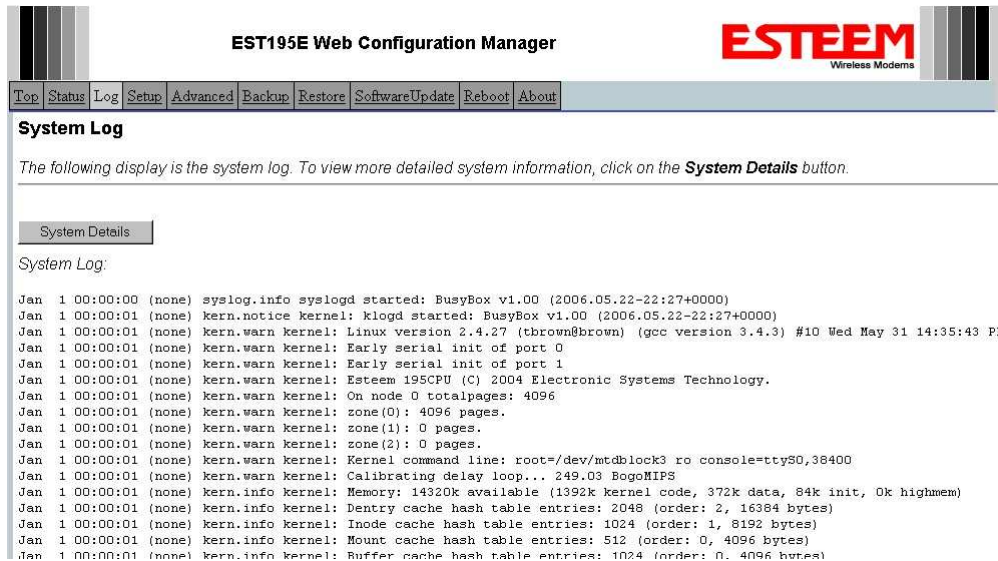 EST195E Web Configuration Manager
ESTEEM
Wireless Modems
Top Status Log Setup Advanced Backup Restore SoftwareUpdate Reboot About
System Log
The following display is the system log. To view more detailed system information, click on the System Details button.
System Details
System Log:
Jan 1 00:00:00 (none) syslog.info syslogd started: BusyBox v1.00 (2006.05.22-22:27+0000)
Jan 1 00:00:01 (none) kern.notice kernel: klogd started: BusyBox v1.00 (2006.05.22-22:27+0000)
Jan 1 00:00:01 (none) kern.warn kernel: Linux version 2.4.27 (tbrown@brown) (gcc version 3.4.3) #10 Wed May 31 14:35:43 P
Jan 1 00:00:01 (none) kern.warn kernel: Early serial init of port 0
Jan 1 00:00:01 (none) kern.warn kernel: Early serial init of port 1
Jan 1 00:00:01 (none) kern.warn kernel: Esteem 195CPU (C) 2004 Electronic Systems Technology.
Jan 1 00:00:01 (none) kern.warn kernel: On node 0 totalpages: 4096
Jan 1 00:00:01 (none) kern.warn kernel: zone(0): 4096 pages.
Jan 1 00:00:01 (none) kern.warn kernel: zone(1): 0 pages.
Jan 1 00:00:01 (none) kern.warn kernel: zone(2): 0 pages.
Jan 1 00:00:01 (none) kern.warn kernel: Kernel command line: root=/dev/mtdblock3 ro console=ttyS0,38400
Jan 1 00:00:01 (none) kern.warn kernel: Calibrating delay loop... 249.03 BogoMIPS
Jan 1 00:00:01 (none) kern.info kernel: Memory: 14320k available (1392k kernel code, 372k data, 84k init, 0k highmem)
Jan 1 00:00:01 (none) kern.info kernel: Dentry cache hash table entries: 2048 (order: 2, 16384 bytes)
Jan 1 00:00:01 (none) kern.info kernel: Inode cache hash table entries: 1024 (order: 1, 8192 bytes)
Jan 1 00:00:01 (none) kern.info kernel: Mount cache hash table entries: 512 (order: 0, 4096 bytes)
Jan 1 00:00:01 (none) kern.info kernel: Buffer cache hash table entries: 1024 (order: 0, 4096 bytes)